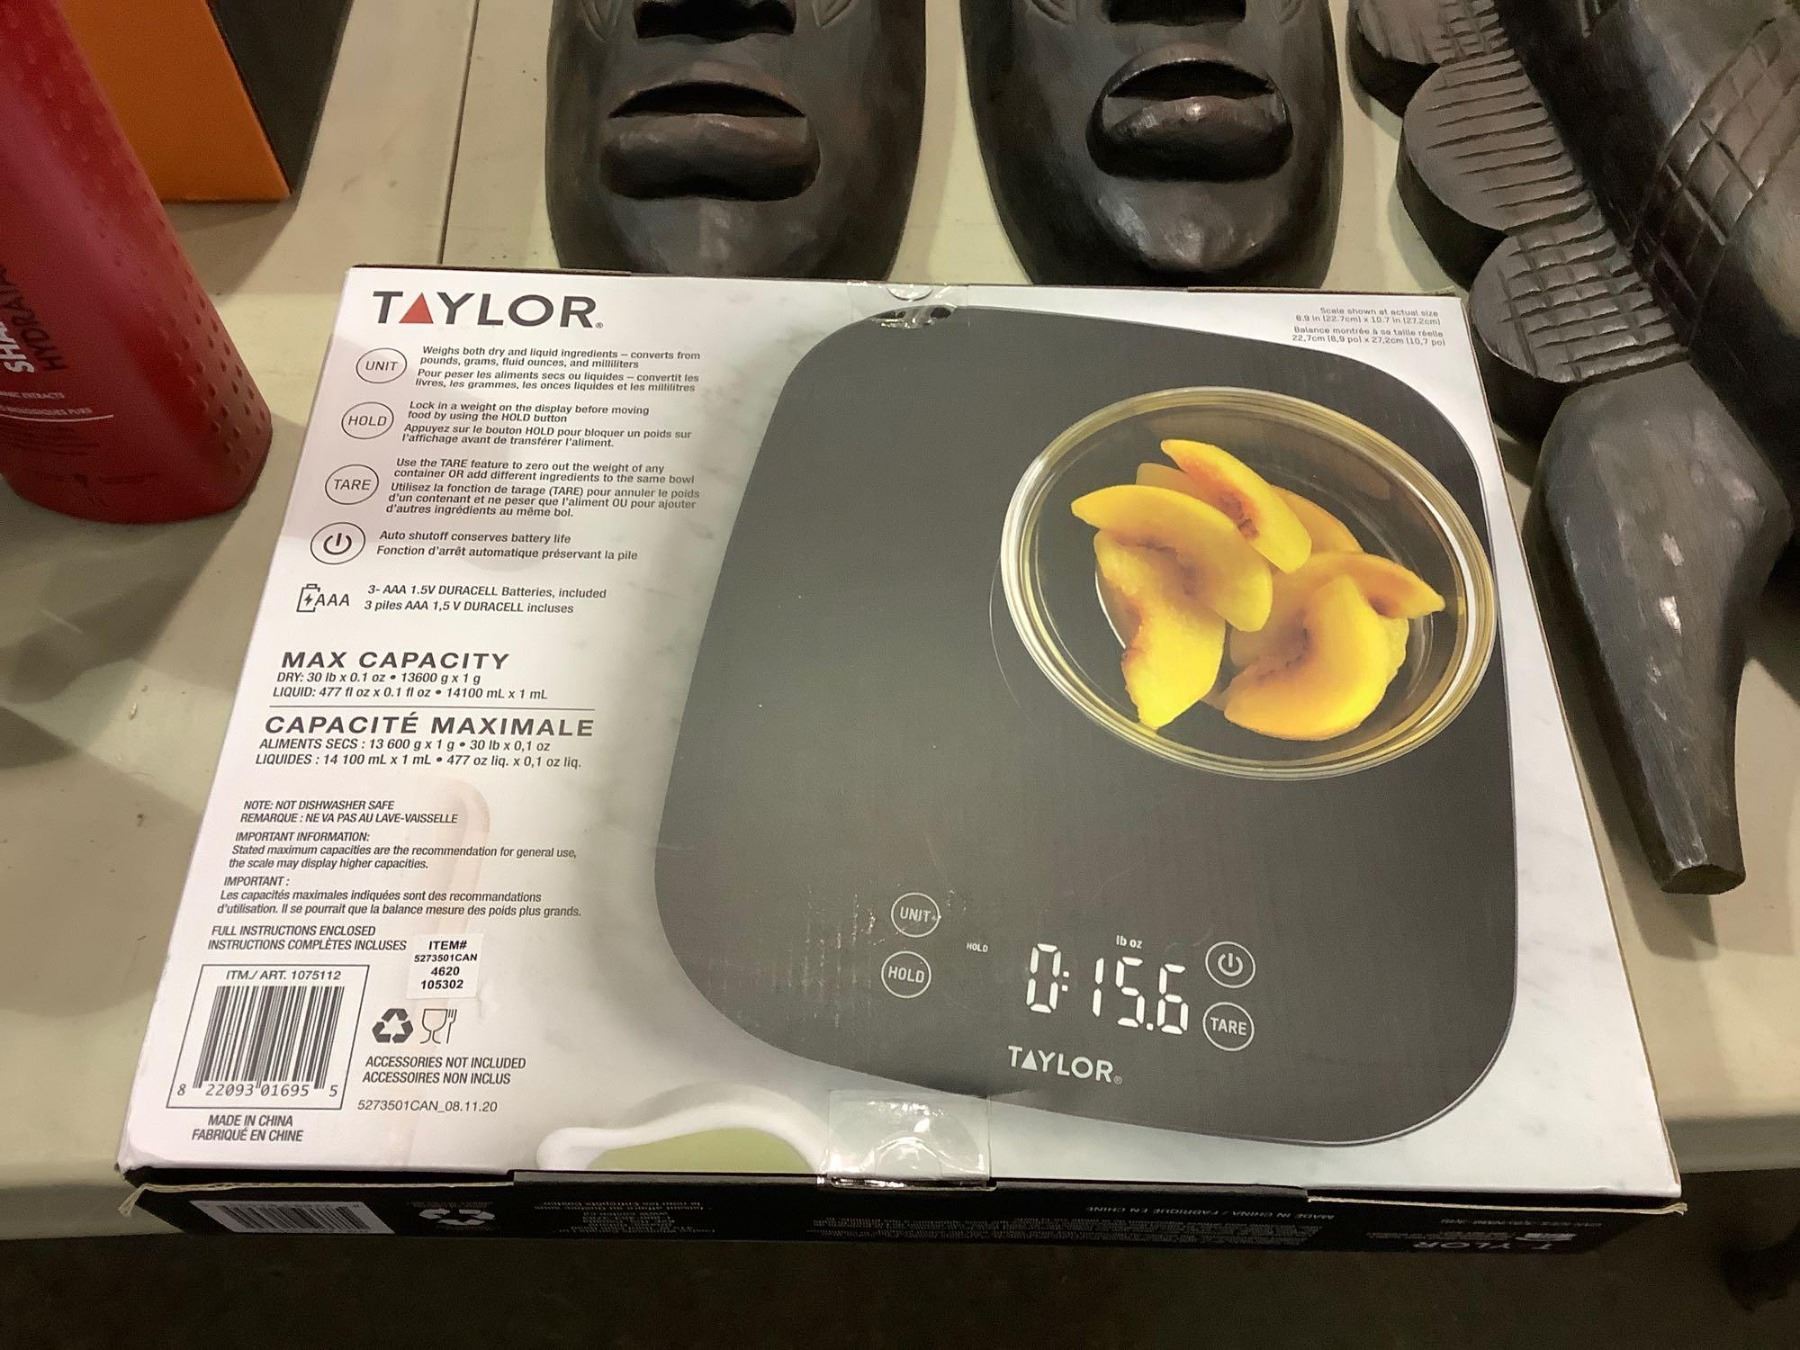 TAYLOR®
Scale shown at actual size
8.9 in (22.7cm) x 10.7 in (27.2cm)
Balance montrée à sa taille réelle
22,7cm (8,9 po) x 27,2cm (10,7 po)
UNIT
Weighs both dry and liquid ingredients – converts from
pounds, grams, fluid ounces, and milliliters
Pour peser les aliments secs ou liquides – convertit les
livres, les grammes, les onces liquides et les millilitres
HOLD
Lock in a weight on the display before moving
food by using the HOLD button
Appuyez sur le bouton HOLD pour bloquer un poids sur
l'affichage avant de transférer l'aliment.
TARE
Use the TARE feature to zero out the weight of any
container OR add different ingredients to the same bowl
Utilisez la fonction de tarage (TARE) pour annuler le poids
d'un contenant et ne peser que l'aliment OU pour ajouter
d'autres ingrédients au même bol.
Auto shutoff conserves battery life
Fonction d'arrêt automatique préservant la pile
AAA
3- AAA 1.5V DURACELL Batteries, included
3 piles AAA 1,5 V DURACELL incluses
MAX CAPACITY
DRY: 30 lb x 0.1 oz • 13600 g x 1 g
LIQUID: 477 fl oz x 0.1 fl oz • 14100 mL x 1 mL
CAPACITÉ MAXIMALE
ALIMENTS SECS : 13 600 g x 1 g • 30 lb x 0,1 oz
LIQUIDES : 14 100 mL x 1 mL • 477 oz liq. x 0,1 oz liq.
NOTE: NOT DISHWASHER SAFE
REMARQUE : NE VA PAS AU LAVE-VAISSELLE
IMPORTANT INFORMATION:
Stated maximum capacities are the recommendation for general use,
the scale may display higher capacities.
IMPORTANT :
Les capacités maximales indiquées sont des recommandations
d'utilisation. Il se pourrait que la balance mesure des poids plus grands.
FULL INSTRUCTIONS ENCLOSED
INSTRUCTIONS COMPLÈTES INCLUSES
ITEM#
5273501CAN
4620
105302
ITM./ ART. 1075112
8 22093 01695 5
MADE IN CHINA
FABRIQUÉ EN CHINE
ACCESSORIES NOT INCLUDED
ACCESSOIRES NON INCLUS
5273501CAN_08.11.20
UNIT
HOLD
HOLD
lb oz
0:15.6
TARE
TAYLOR®
MADE IN CHINA / FABRIQUÉ EN CHINE
TAYLOR